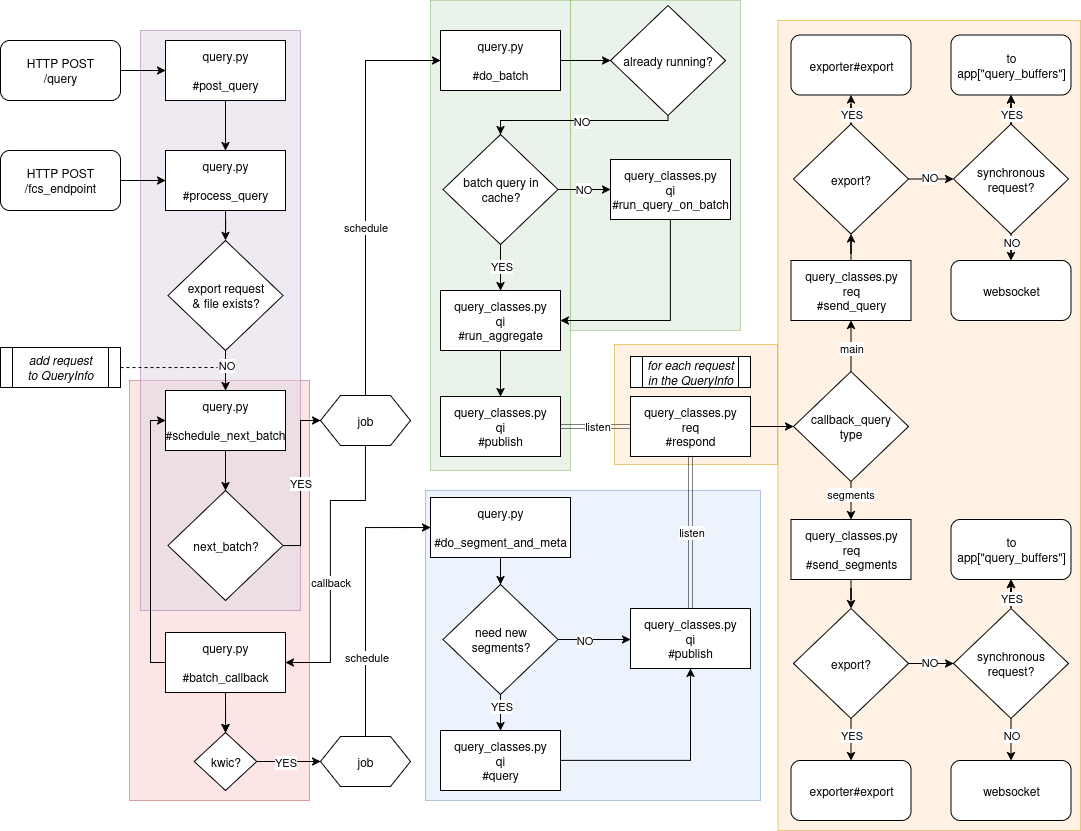 HTTP POST
/query
query.py
#post_query
HTTP POST
/fcs_endpoint
query.py
#process_query
export request
& file exists?
add request
to QueryInfo
NO
query.py
#schedule_next_batch
YES
next_batch?
query.py
#batch_callback
kwic?
YES
job
schedule
callback
job
schedule
query.py
#do_batch
already running?
NO
batch query in
cache?
NO
query_classes.py
qi
#run_query_on_batch
YES
query_classes.py
qi
#run_aggregate
query_classes.py
qi
#publish
listen
for each request
in the QueryInfo
query_classes.py
req
#respond
listen
query.py
#do_segment_and_meta
need new
segments?
NO
query_classes.py
qi
#publish
YES
query_classes.py
qi
#query
exporter#export
to
app["query_buffers"]
YES
YES
export?
NO
synchronous
request?
NO
query_classes.py
req
#send_query
websocket
main
callback_query
type
segments
query_classes.py
req
#send_segments
to
app["query_buffers"]
YES
export?
NO
synchronous
request?
YES
NO
exporter#export
websocket